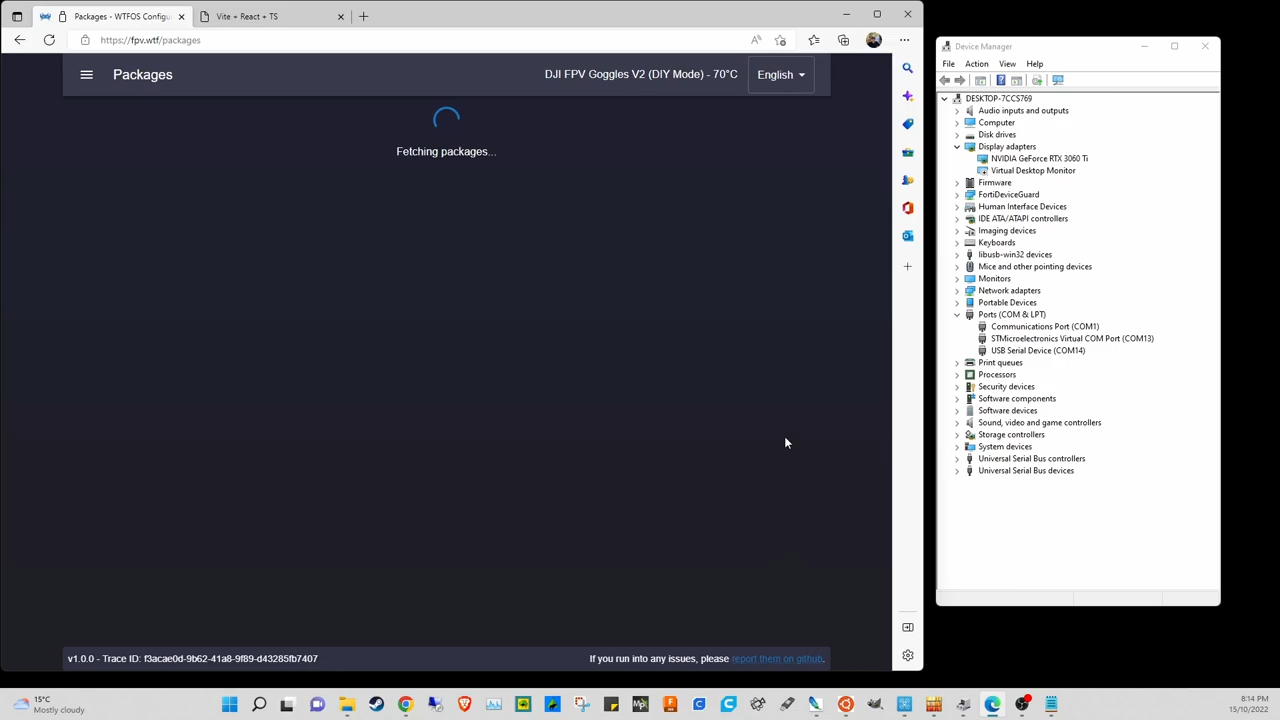 Packages - WTFOS Configu
Vite + React + TS
https://fpv.wtf/packages
Packages
DJI FPV Goggles V2 (DIY Mode) - 70°C
English
Fetching packages...
v1.0.0 - Trace ID: f3acae0d-9b62-4 a8-9f89-d43285fb7407
If you run into any issues, please report them on github.
Device Manager
File Action View Help
DESKTOP-7CCS769
Audio inputs and outputs
Computer
Disk drives
Display adapters
NVIDIA GeForce RTX 3060 Ti
Virtual Desktop Monitor
Firmware
FortiDeviceGuard
Human Interface Devices
IDE ATA/ATAPI controllers
Imaging devices
Keyboards
libusb-win32 devices
Mice and other pointing devices
Monitors
Network adapters
Portable Devices
Ports (COM & LPT)
Communications Port (COM1)
STMicroelectronics Virtual COM Port (COM13)
USB Serial Device (COM14)
Print queues
Processors
Security devices
Software components
Software devices
Sound, video and game controllers
Storage controllers
System devices
Universal Serial Bus controllers
Universal Serial Bus devices
15°C
Mostly cloudy
8:14 PM
15/10/2022